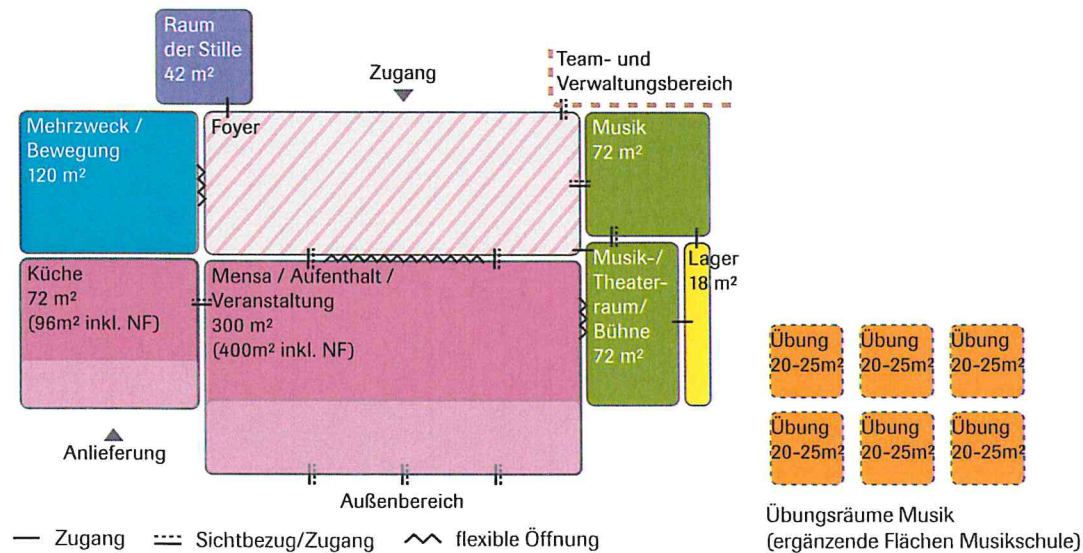 Raum
der Stille
42 m²
Zugang
Team- und
Verwaltungsbereich
Mehrzweck /
Bewegung
120 m²
Foyer
Musik
72 m²
Küche
72 m²
(96m² inkl. NF)
Mensa / Aufenthalt /
Veranstaltung
300 m²
(400m² inkl. NF)
Musik-/
Theater-
raum/
Bühne
72 m²
Lager
18 m²
Anlieferung
Außenbereich
Übung
20-25m²
Übung
20-25m²
Übung
20-25m²
Übung
20-25m²
Übung
20-25m²
Übung
20-25m²
Übungsräume Musik
(ergänzende Flächen Musikschule)
Zugang
Sichtbezug/Zugang
flexible Öffnung